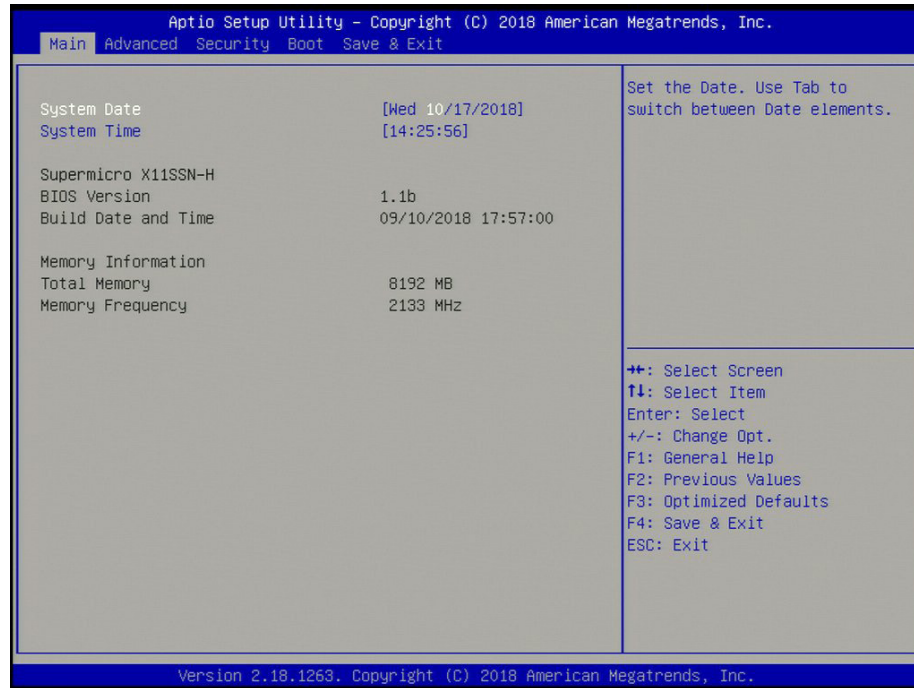 Aptio Setup Utility – Copyright (C) 2018 American Megatrends, Inc.
Main Advanced Security Boot Save & Exit
System Date [Wed 10/17/2018]
System Time [14:25:56]
Supermicro X11SSN-H
BIOS Version 1.1b
Build Date and Time 09/10/2018 17:57:00
Memory Information
Total Memory 8192 MB
Memory Frequency 2133 MHz
Set the Date. Use Tab to
switch between Date elements.
→←: Select Screen
↑↓: Select Item
Enter: Select
+/-: Change Opt.
F1: General Help
F2: Previous Values
F3: Optimized Defaults
F4: Save & Exit
ESC: Exit
Version 2.18.1263. Copyright (C) 2018 American Megatrends, Inc.